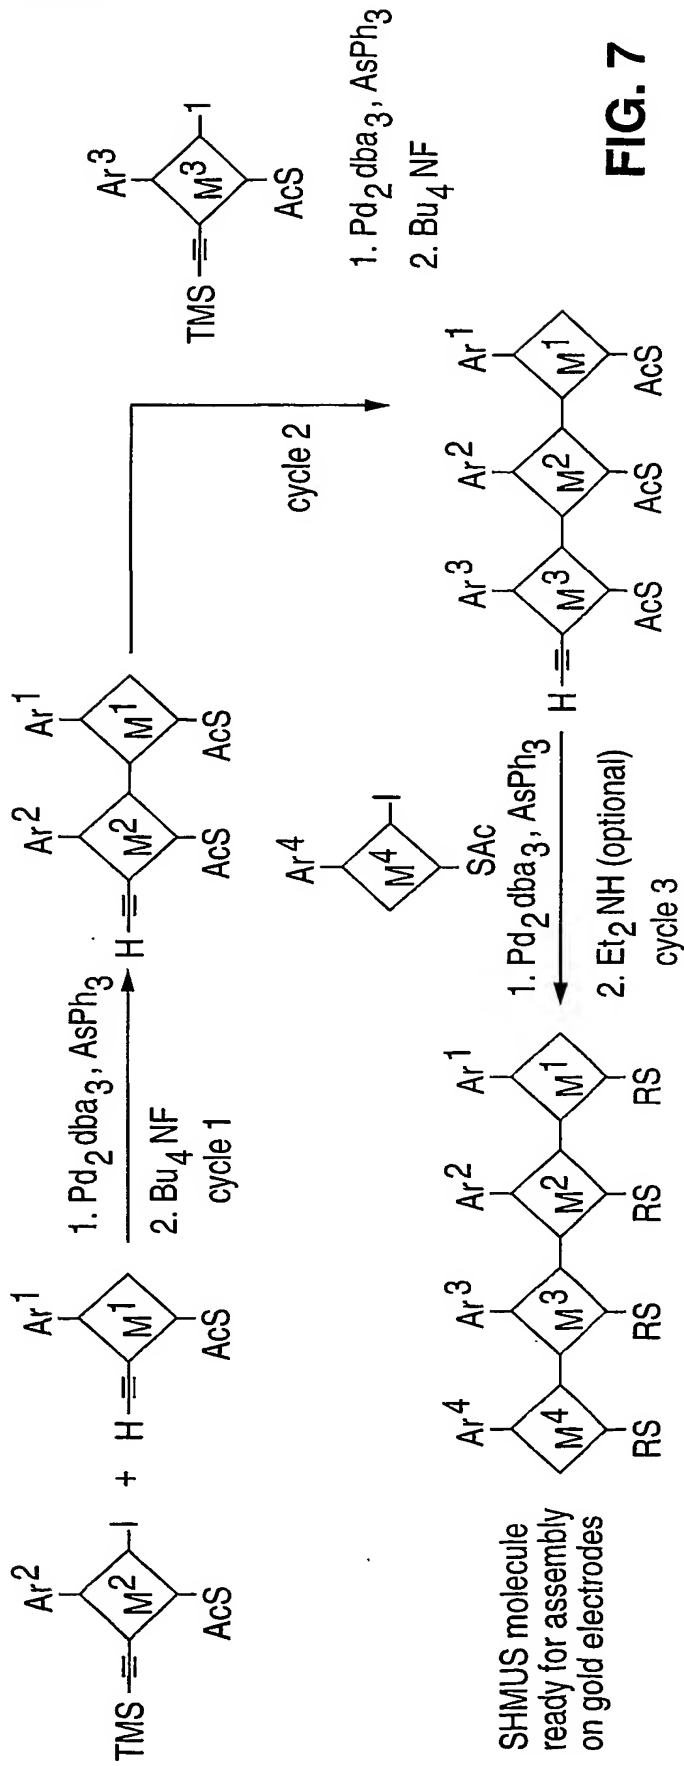 TMS
Ar2
M2
I
AcS
+
H
Ar1
M1
AcS
1. Pd2dba3, AsPh3
2. Bu4NF
cycle 1
H
Ar2
M2
AcS
Ar1
M1
AcS
cycle 2
TMS
Ar3
M3
1
AcS
1. Pd2dba3, AsPh3
2. Bu4NF
H
Ar3
M3
AcS
Ar2
M2
AcS
Ar1
M1
AcS
Ar4
M4
I
SAc
1. Pd2dba3, AsPh3
2. Et2NH (optional)
cycle 3
Ar4
M4
RS
Ar3
M3
RS
Ar2
M2
RS
Ar1
M1
RS
SHMUS molecule
ready for assembly
on gold electrodes
FIG. 7